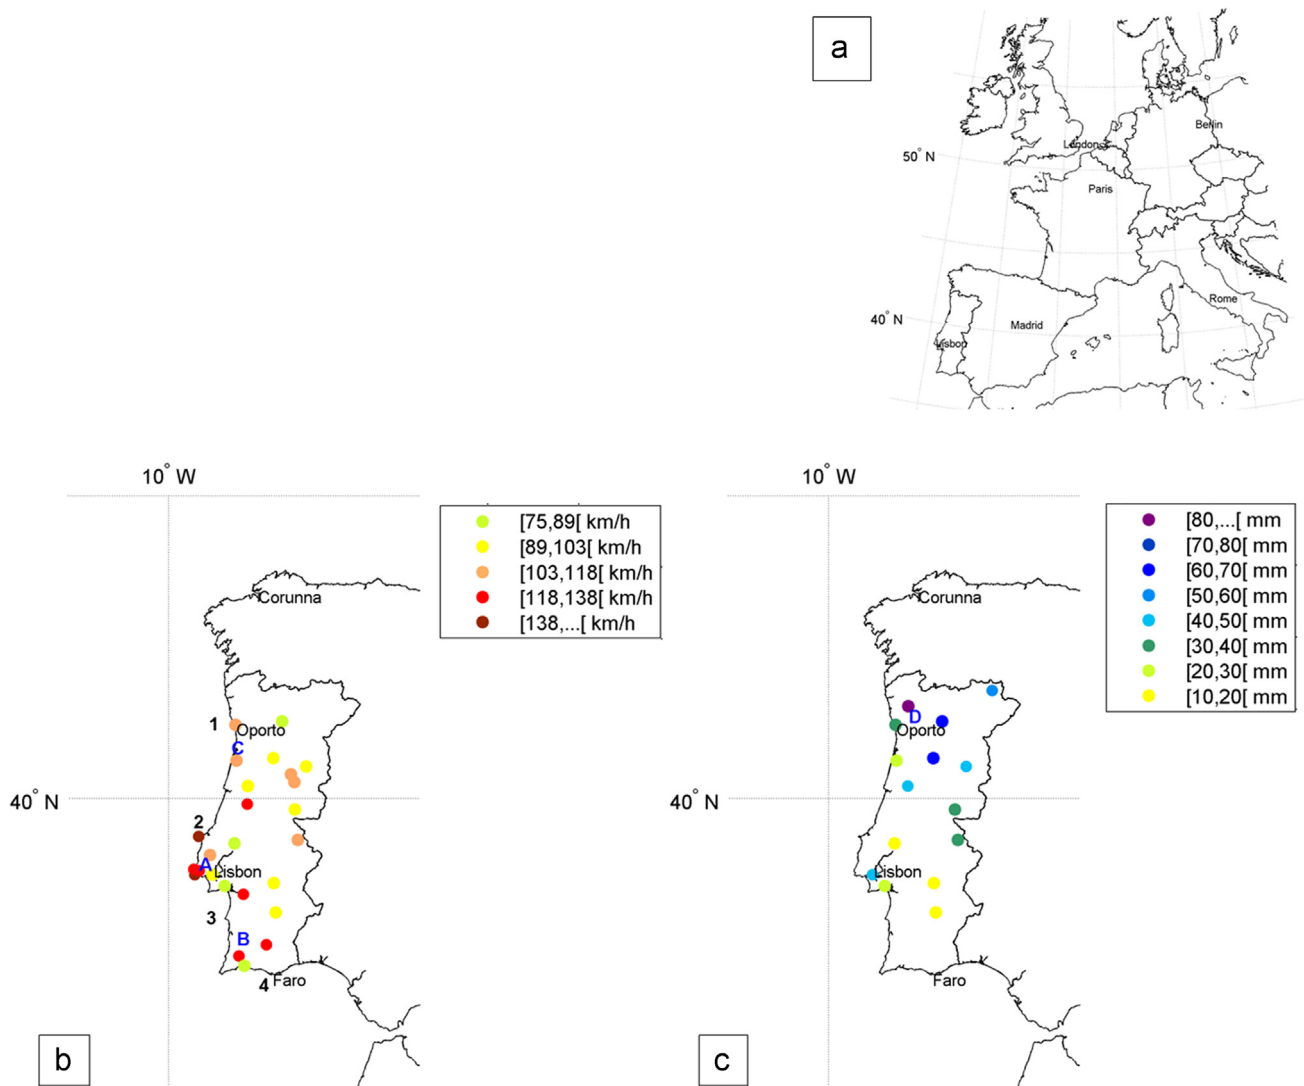 a
Berlin
London
50° N
Paris
Rome
40° N
Madrid
Lisbon
10° W
[75,89[ km/h
[89,103[ km/h
[103,118[ km/h
[118,138[ km/h
[138,...[ km/h
Corunna
1
Oporto
C
40° N
2
A
Lisbon
3
B
4 Faro
b
10° W
[80,...[ mm
[70,80[ mm
[60,70[ mm
[50,60[ mm
[40,50[ mm
[30,40[ mm
[20,30[ mm
[10,20[ mm
Corunna
D
Oporto
40° N
Lisbon
Faro
c